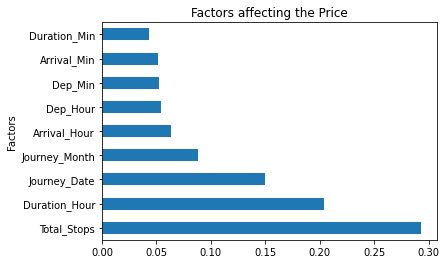 Factors affecting the Price
Factors
Duration_Min
Arrival_Min
Dep_Min
Dep_Hour
Arrival_Hour
Journey_Month
Journey_Date
Duration_Hour
Total_Stops
0.00 0.05 0.10 0.15 0.20 0.25 0.30